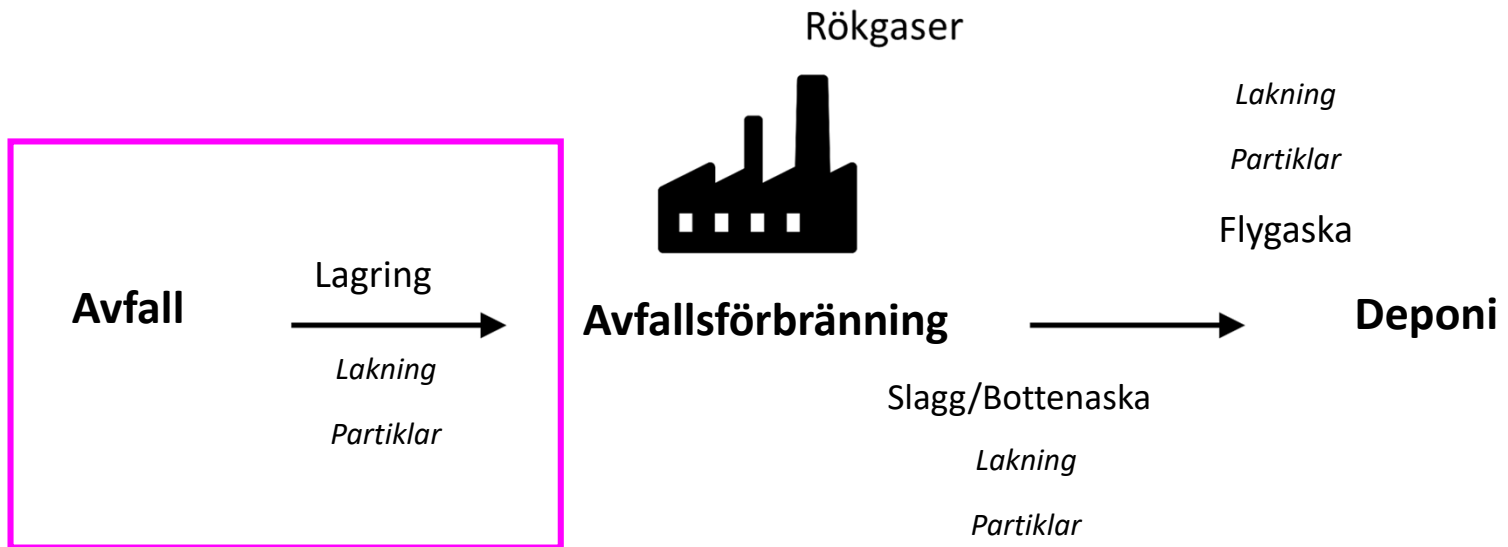 Rökgaser
Lakning
Partiklar
Flygaska
Avfall
Lagring
Lakning
Partiklar
Avfallsförbränning
Deponi
Slagg/Bottenaska
Lakning
Partiklar